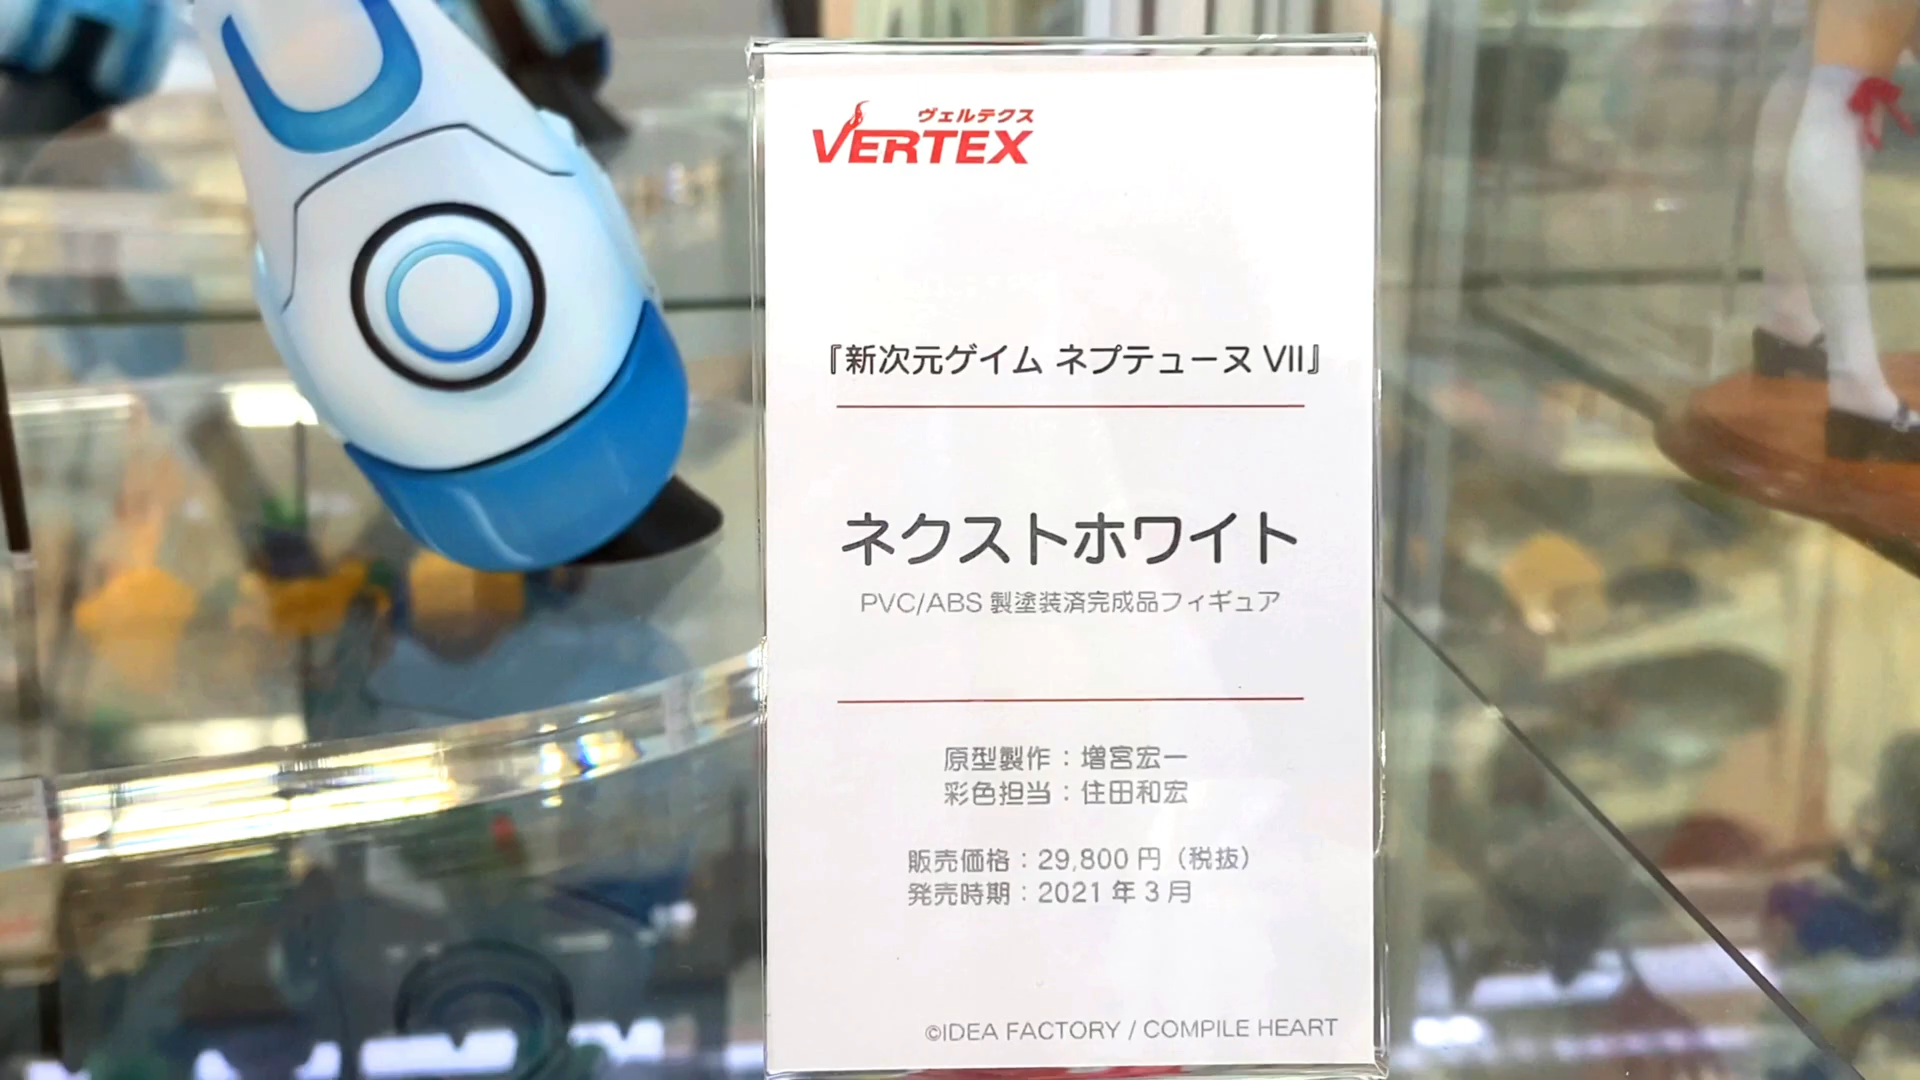 ヴェルテクス
VERTEX
『新次元ゲイム ネプテューヌ VII』
ネクストホワイト
PVC/ABS 製塗装済完成品フィギュア
原型製作：増宮宏一
彩色担当：住田和宏
販売価格：29,800 円（税抜）
発売時期：2021 年 3 月
©IDEA FACTORY / COMPILE HEART